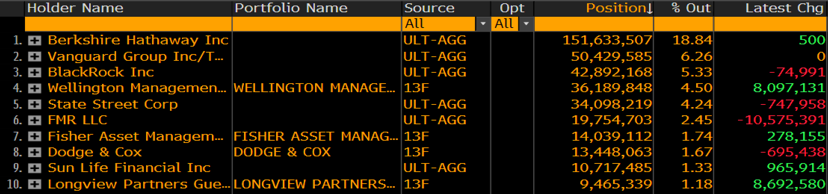 Holder Name Portfolio Name Source Opt Position↓ % Out Latest Chg
All All
1. Berkshire Hathaway Inc ULT-AGG 151,633,507 18.84 500
2. Vanguard Group Inc/T... ULT-AGG 50,429,585 6.26 0
3. BlackRock Inc ULT-AGG 42,892,168 5.33 -74,991
4. Wellington Managemen... WELLINGTON MANAGE... 13F 36,189,848 4.50 8,097,131
5. State Street Corp ULT-AGG 34,098,219 4.24 -747,958
6. FMR LLC ULT-AGG 19,754,703 2.45 -10,575,391
7. Fisher Asset Managem... FISHER ASSET MANAG... 13F 14,039,112 1.74 278,155
8. Dodge & Cox DODGE & COX 13F 13,448,063 1.67 -695,438
9. Sun Life Financial Inc ULT-AGG 10,717,485 1.33 965,914
10. Longview Partners Gue... LONGVIEW PARTNERS... 13F 9,465,339 1.18 8,692,580